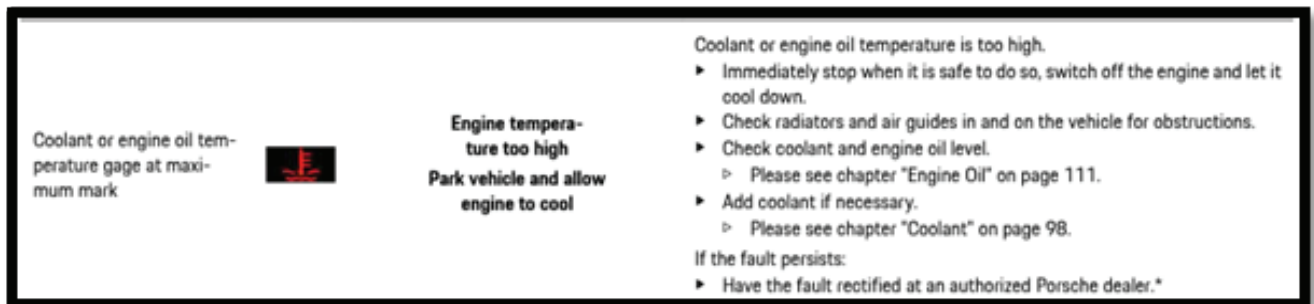 Coolant or engine oil tem-
perature gage at maxi-
mum mark
Engine tempera-
ture too high
Park vehicle and allow
engine to cool
Coolant or engine oil temperature is too high.
▸ Immediately stop when it is safe to do so, switch off the engine and let it
cool down.
▸ Check radiators and air guides in and on the vehicle for obstructions.
▸ Check coolant and engine oil level.
▹ Please see chapter "Engine Oil" on page 111.
▸ Add coolant if necessary.
▹ Please see chapter "Coolant" on page 98.
If the fault persists:
▸ Have the fault rectified at an authorized Porsche dealer.*